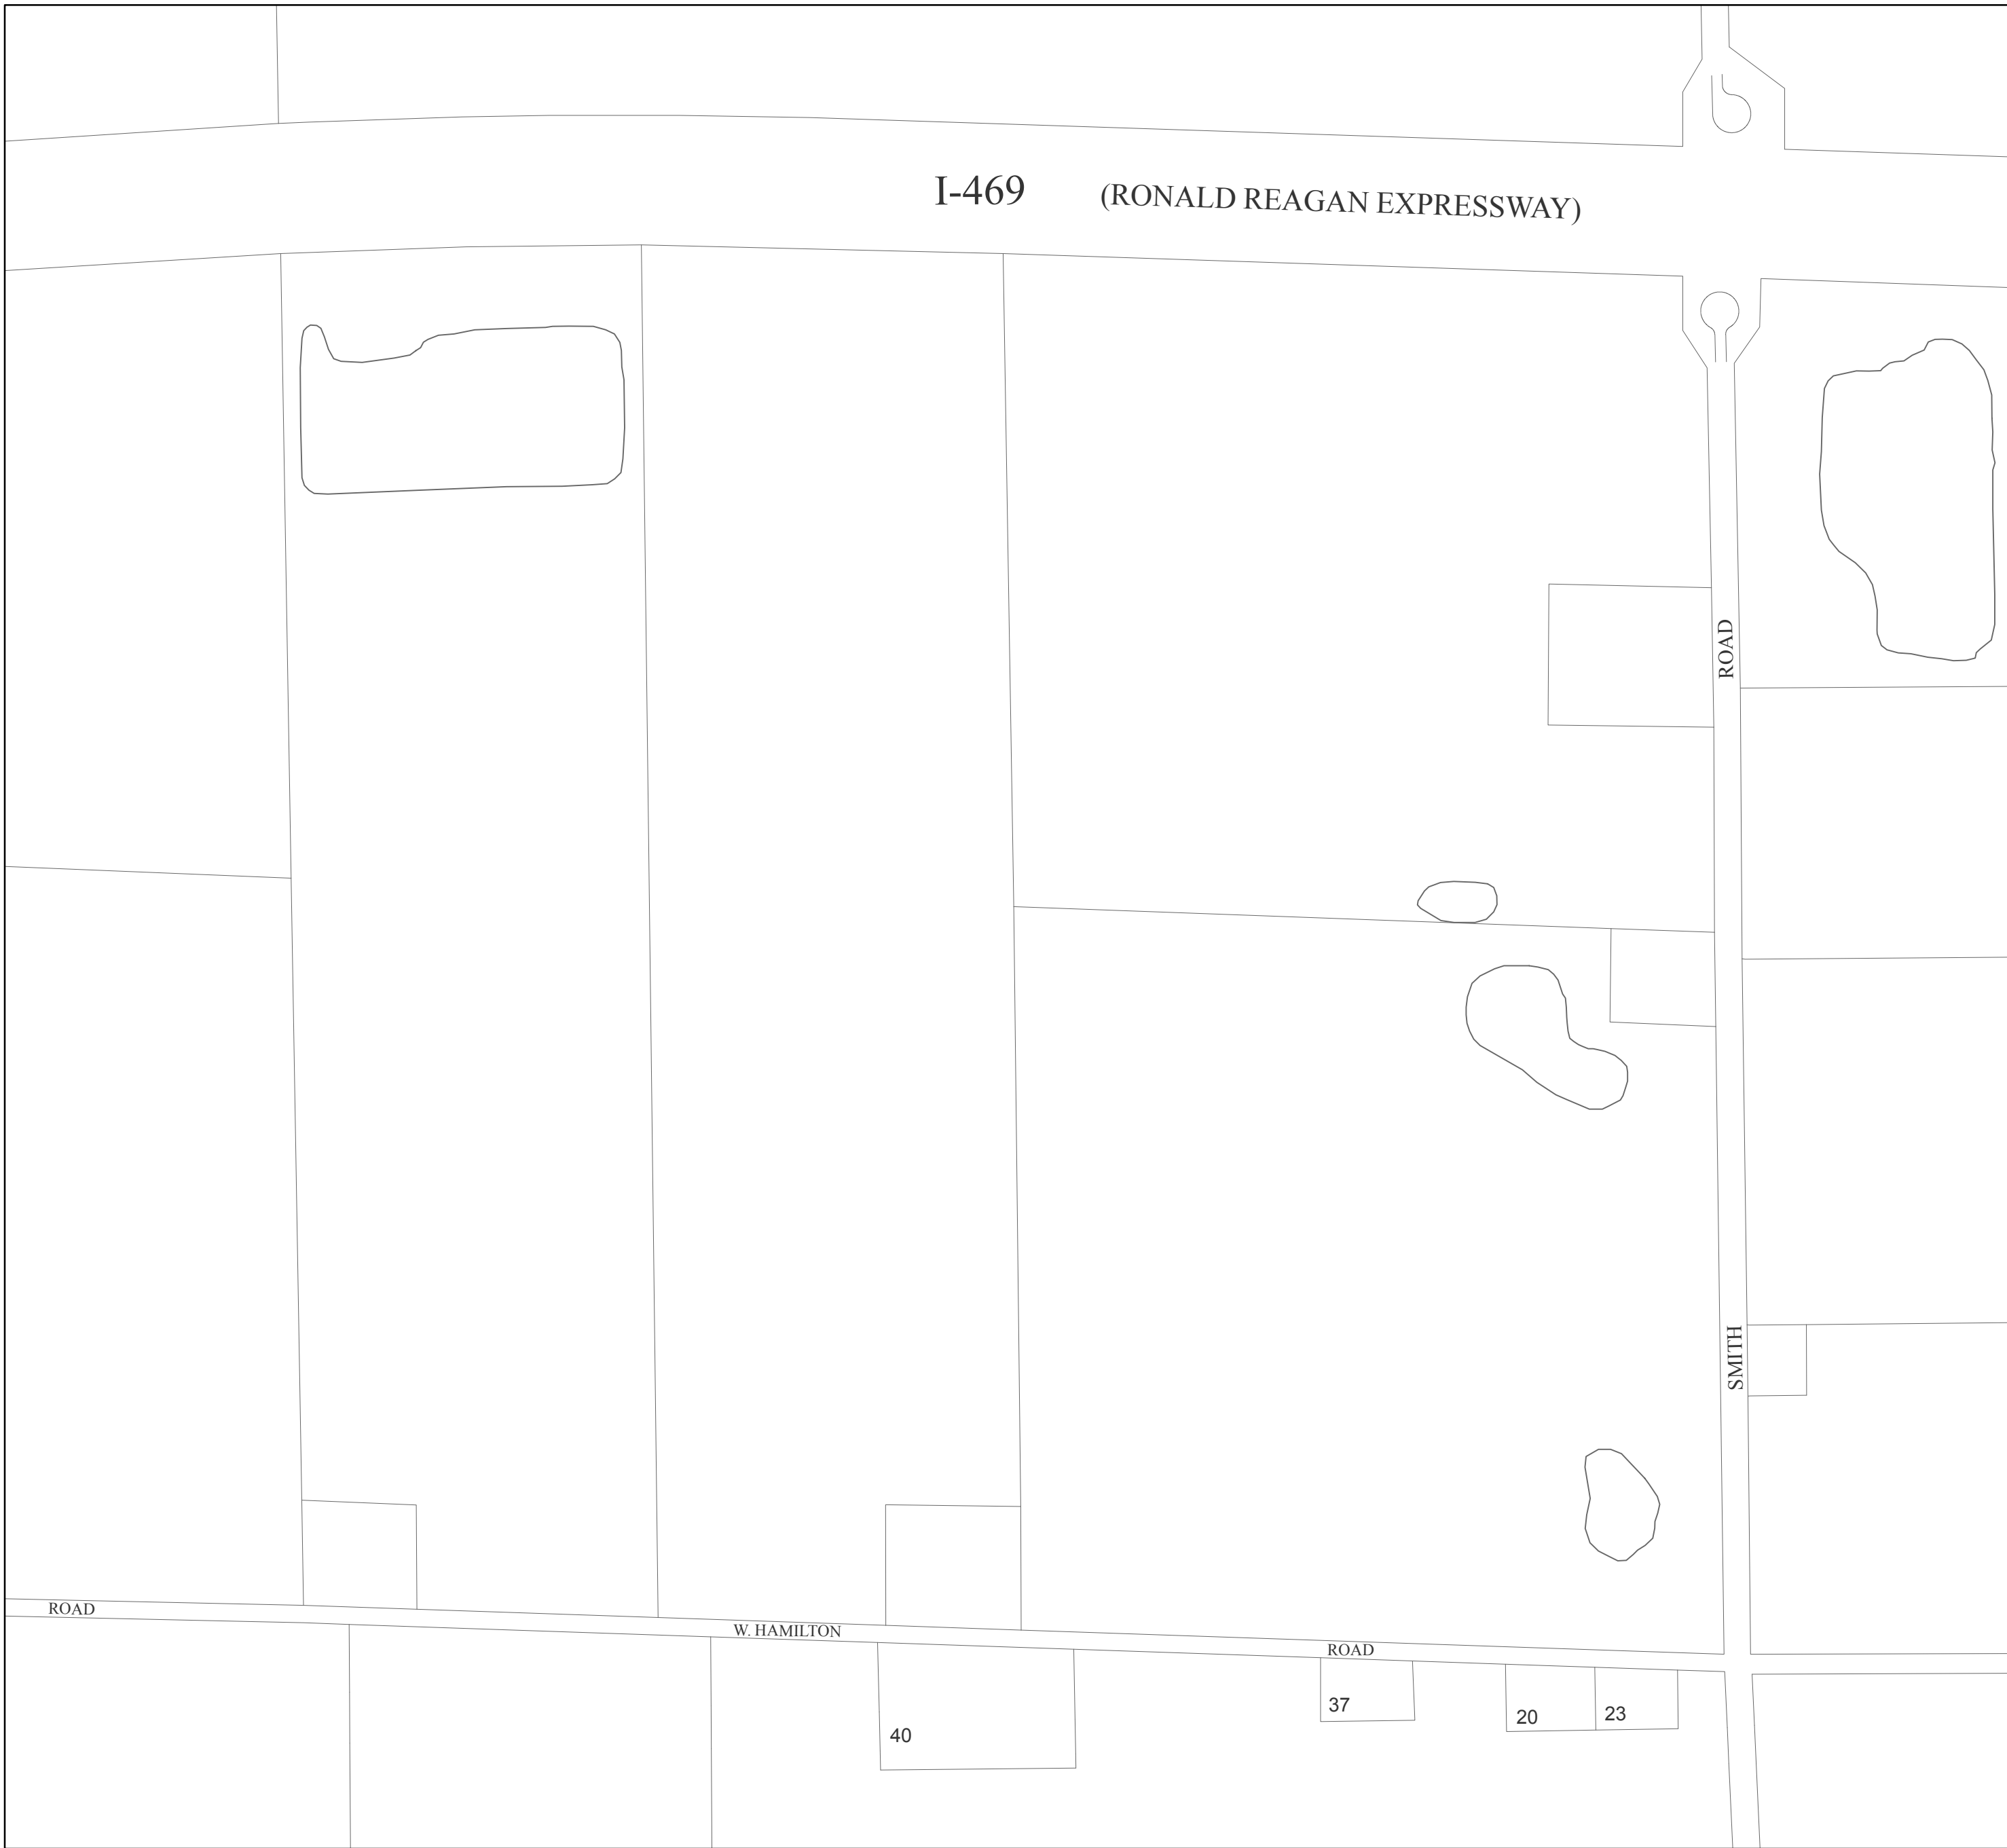 I-469 (RONALD REAGAN EXPRESSWAY)
ROAD
SMITH
ROAD
W. HAMILTON
ROAD
37
20
23
40